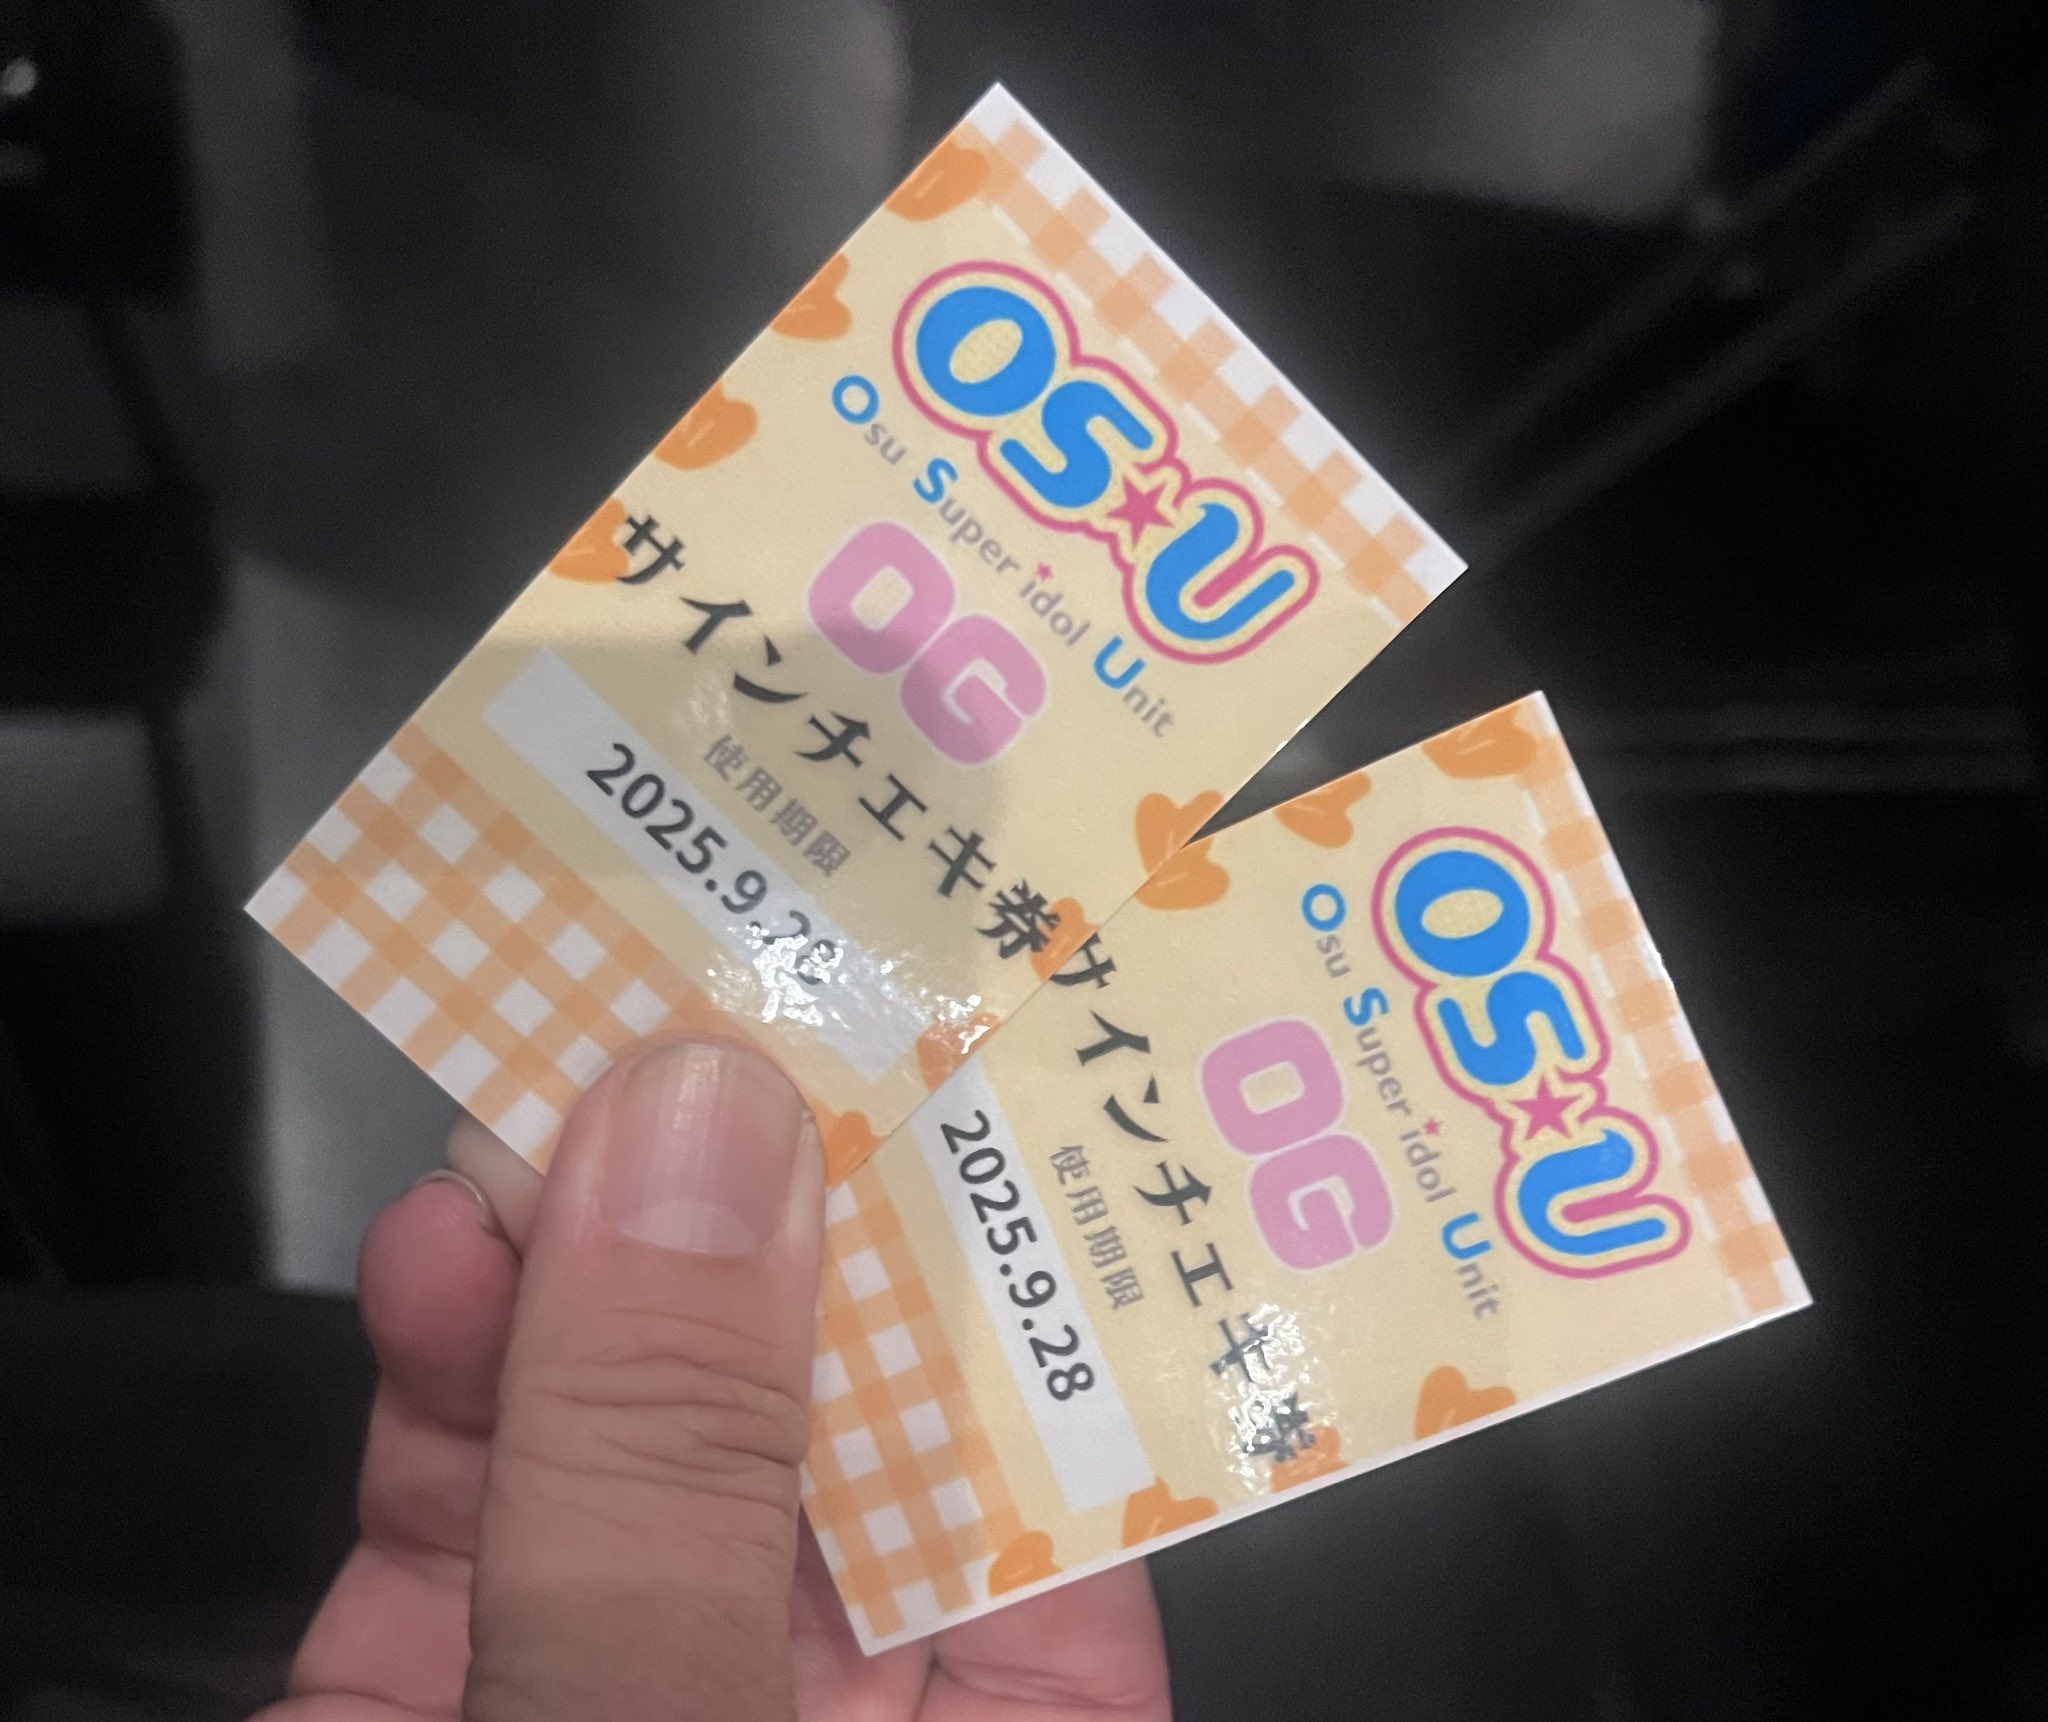 OS★U
Osu Super idol Unit
OG
サインチェキ券
使用期限
2025.9.28
OS★U
Osu Super idol Unit
OG
サインチェキ券
使用期限
2025.9.28